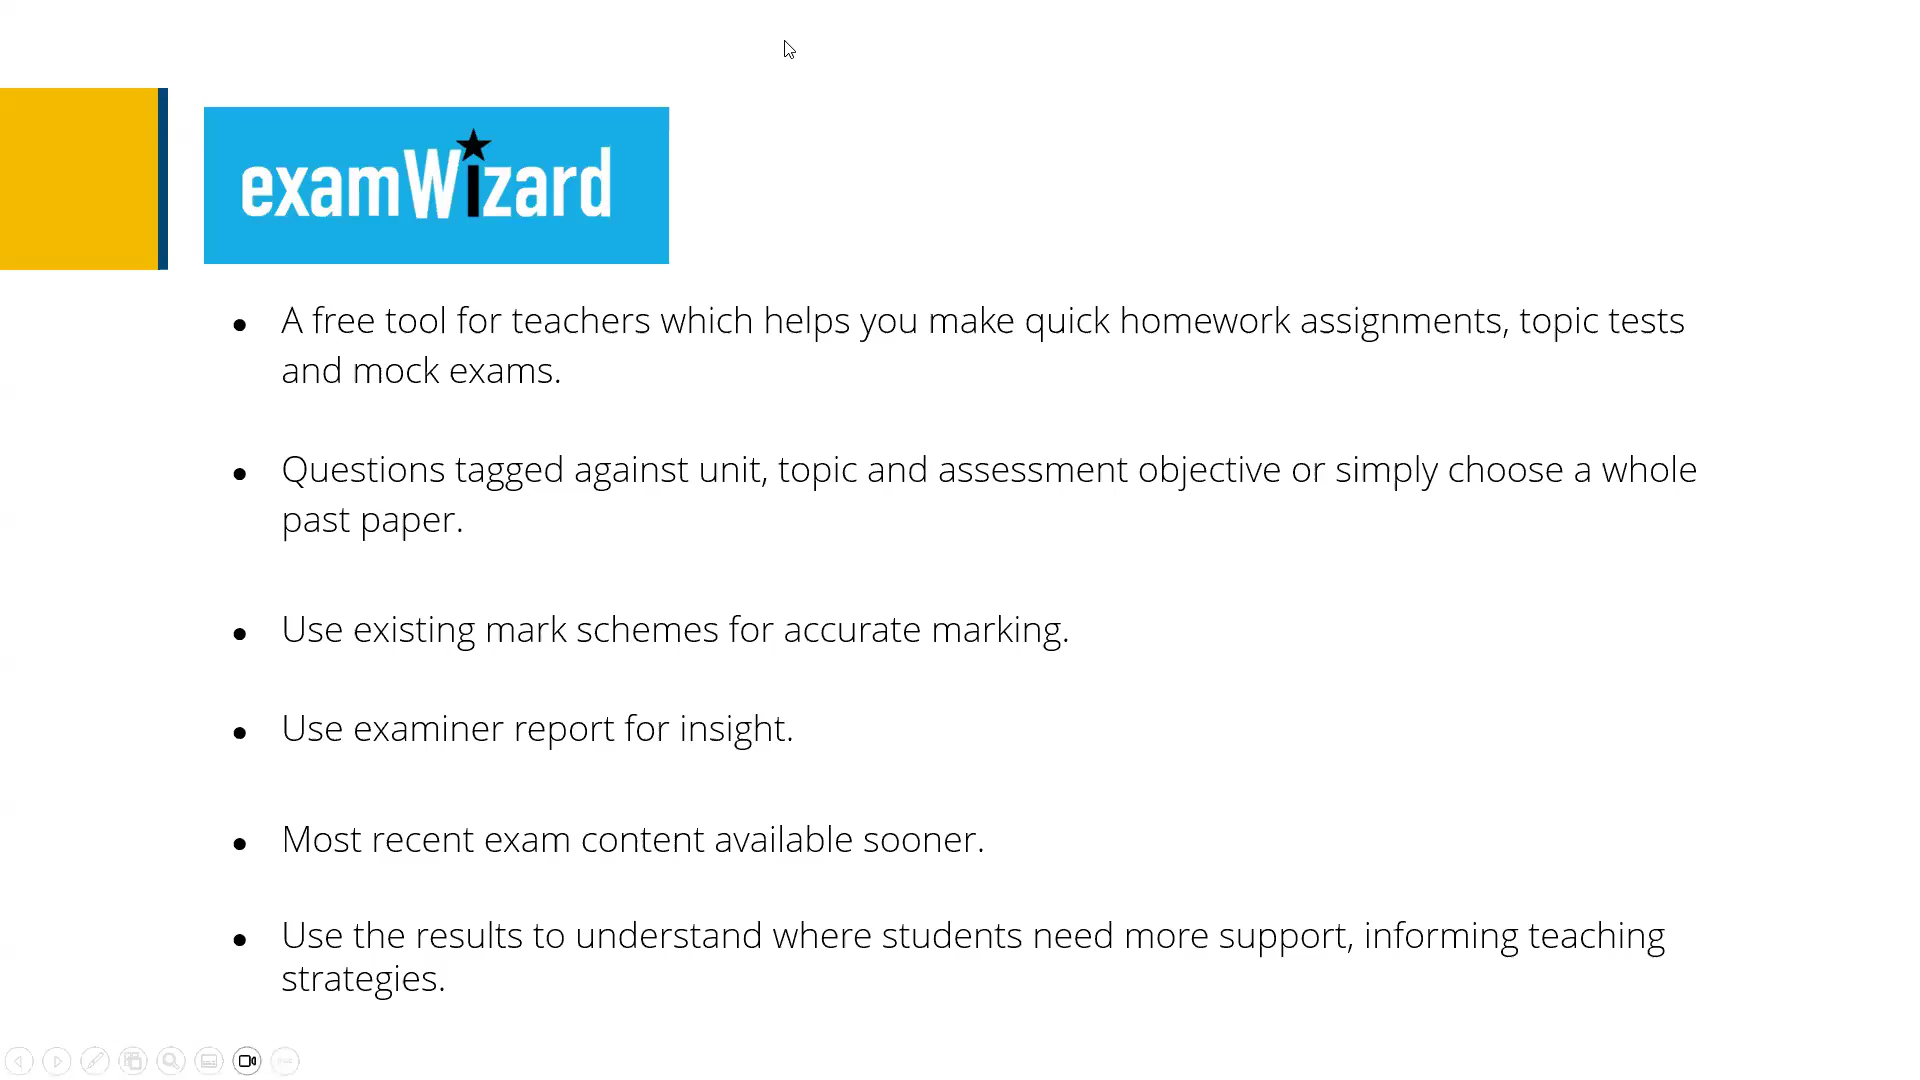 examWizard
● A free tool for teachers which helps you make quick homework assignments, topic tests
and mock exams.
● Questions tagged against unit, topic and assessment objective or simply choose a whole
past paper.
● Use existing mark schemes for accurate marking.
● Use examiner report for insight.
● Most recent exam content available sooner.
● Use the results to understand where students need more support, informing teaching
strategies.